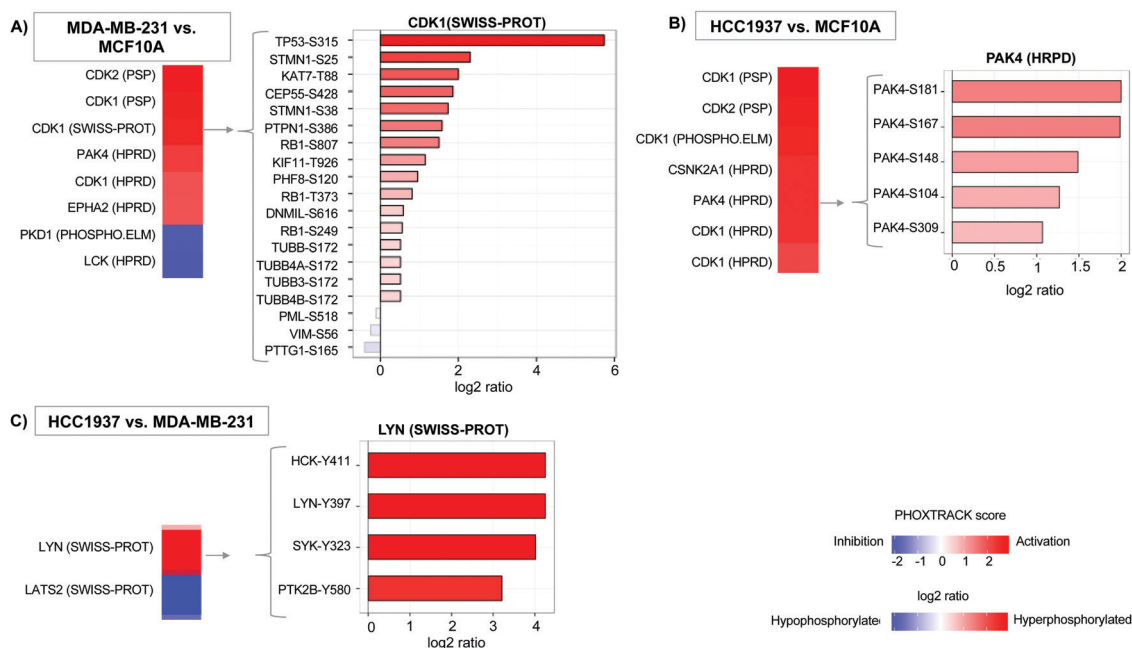 A)
MDA-MB-231 vs.
MCF10A
CDK2 (PSP)
CDK1 (PSP)
CDK1 (SWISS-PROT)
PAK4 (HPRD)
CDK1 (HPRD)
EPHA2 (HPRD)
PKD1 (PHOSPHO.ELM)
LCK (HPRD)
CDK1(SWISS-PROT)
TP53-S315
STMN1-S25
KAT7-T88
CEP55-S428
STMN1-S38
PTPN1-S386
RB1-S807
KIF11-T926
PHF8-S120
RB1-T373
DNMIL-S616
RB1-S249
TUBB-S172
TUBB4A-S172
TUBB3-S172
TUBB4B-S172
PML-S518
VIM-S56
PTTG1-S165
0 2 4 6
log2 ratio
B)
HCC1937 vs. MCF10A
CDK1 (PSP)
CDK2 (PSP)
CDK1 (PHOSPHO.ELM)
CSNK2A1 (HPRD)
PAK4 (HPRD)
CDK1 (HPRD)
CDK1 (HPRD)
PAK4 (HRPD)
PAK4-S181
PAK4-S167
PAK4-S148
PAK4-S104
PAK4-S309
0 0.5 1 1.5 2
log2 ratio
C)
HCC1937 vs. MDA-MB-231
LYN (SWISS-PROT)
LATS2 (SWISS-PROT)
LYN (SWISS-PROT)
HCK-Y411
LYN-Y397
SYK-Y323
PTK2B-Y580
0 1 2 3 4
log2 ratio
PHOXTRACK score
Inhibition Activation
-2 -1 0 1 2
log2 ratio
Hypophosphorylated Hyperphosphorylated
-2 -1 0 1 2